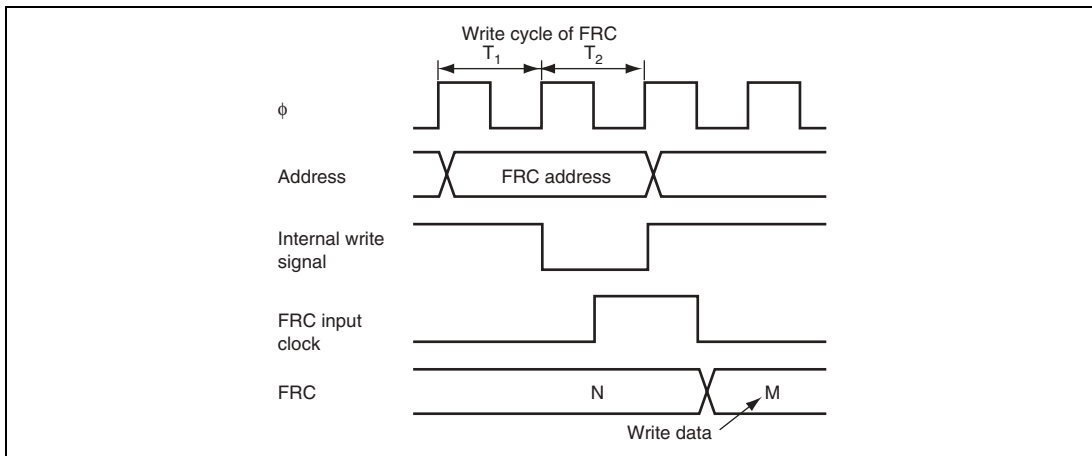 Write cycle of FRC
T1 T2
ϕ
Address
FRC address
Internal write
signal
FRC input
clock
FRC
N
M
Write data